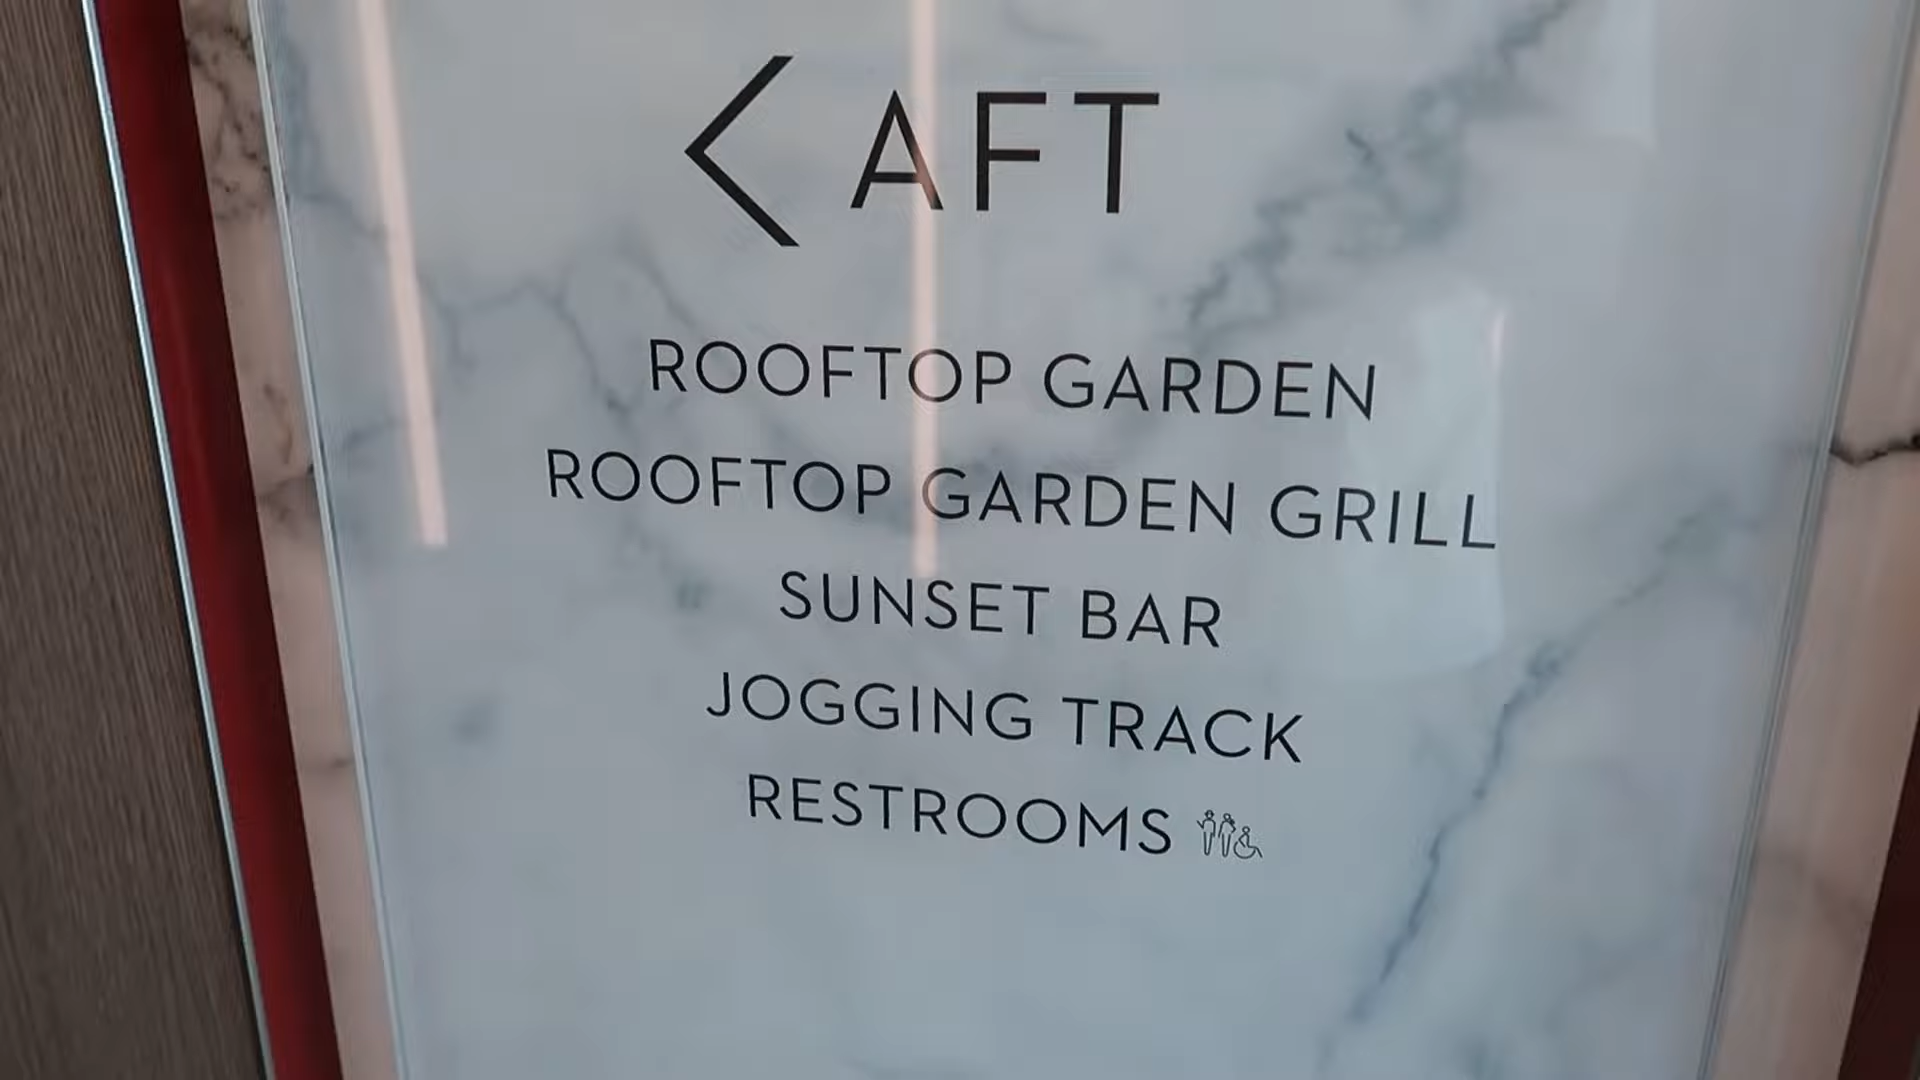 < AFT
ROOFTOP GARDEN
ROOFTOP GARDEN GRILL
SUNSET BAR
JOGGING TRACK
RESTROOMS